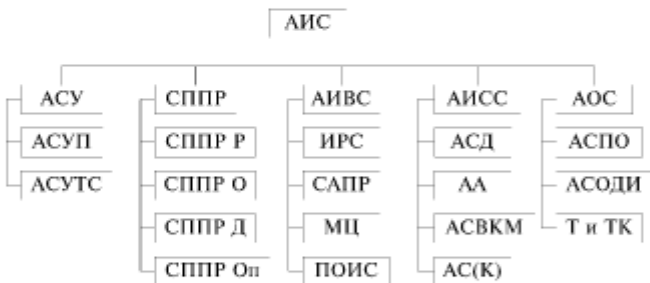 АИС
АСУ СППР АИВС АИСС АОС
АСУП СППР Р ИРС АСД АСПО
АСУТС СППР О САПР АА АСОДИ
СППР Д МЦ АСВКМ Т и ТК
СППР Оп ПОИС АС(К)